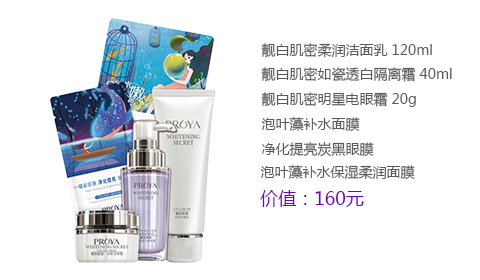 靓白肌密柔润洁面乳 120ml
靓白肌密如瓷透白隔离霜 40ml
靓白肌密明星电眼霜 20g
泡叶藻补水面膜
净化提亮炭黑眼膜
泡叶藻补水保湿柔润面膜
价值：160元
PROYA
WHITENING
SECRET
PROYA
WHITENING
SECRET
PROYA
WHITENING SECRET